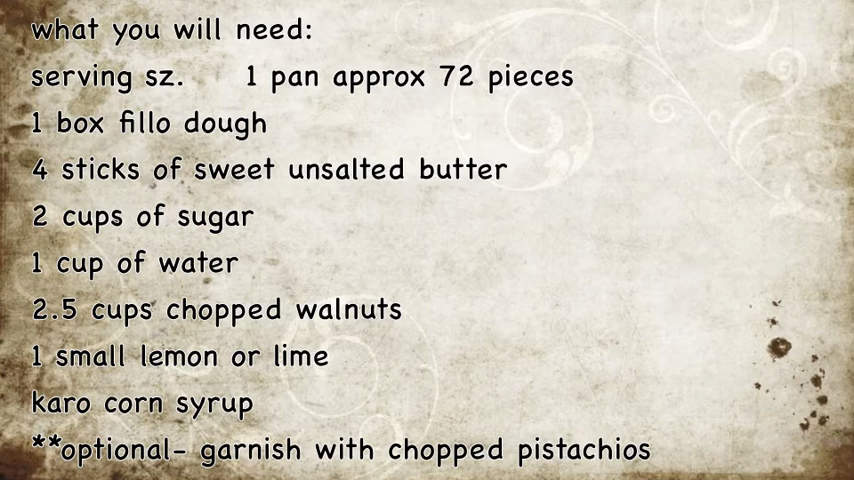 what you will need:
serving sz. 1 pan approx 72 pieces
1 box fillo dough
4 sticks of sweet unsalted butter
2 cups of sugar
1 cup of water
2.5 cups chopped walnuts
1 small lemon or lime
karo corn syrup
**optional- garnish with chopped pistachios